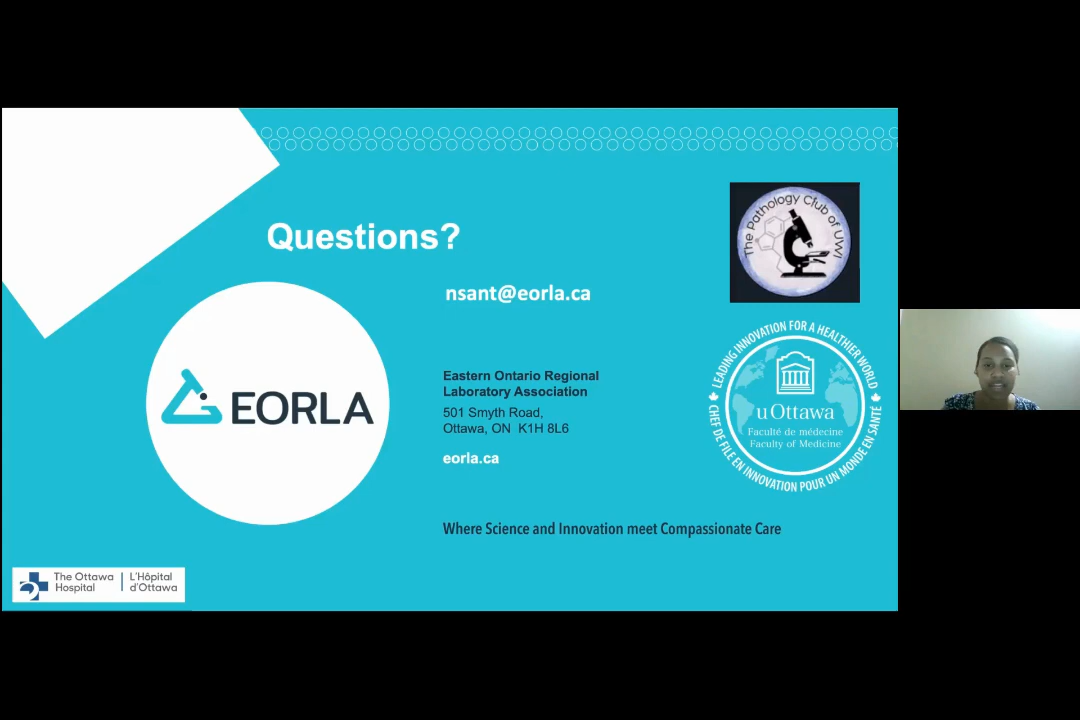 Questions?
nsant@eorla.ca
The Pathology Club of UWI
EORLA
Eastern Ontario Regional
Laboratory Association
501 Smyth Road,
Ottawa, ON K1H 8L6
eorla.ca
LEADING INNOVATION FOR A HEALTHIER WORLD
uOttawa
Faculté de médecine
Faculty of Medicine
CHEF DE FILE EN INNOVATION POUR UN MONDE EN SANTÉ
Where Science and Innovation meet Compassionate Care
The Ottawa Hospital
L'Hôpital d'Ottawa